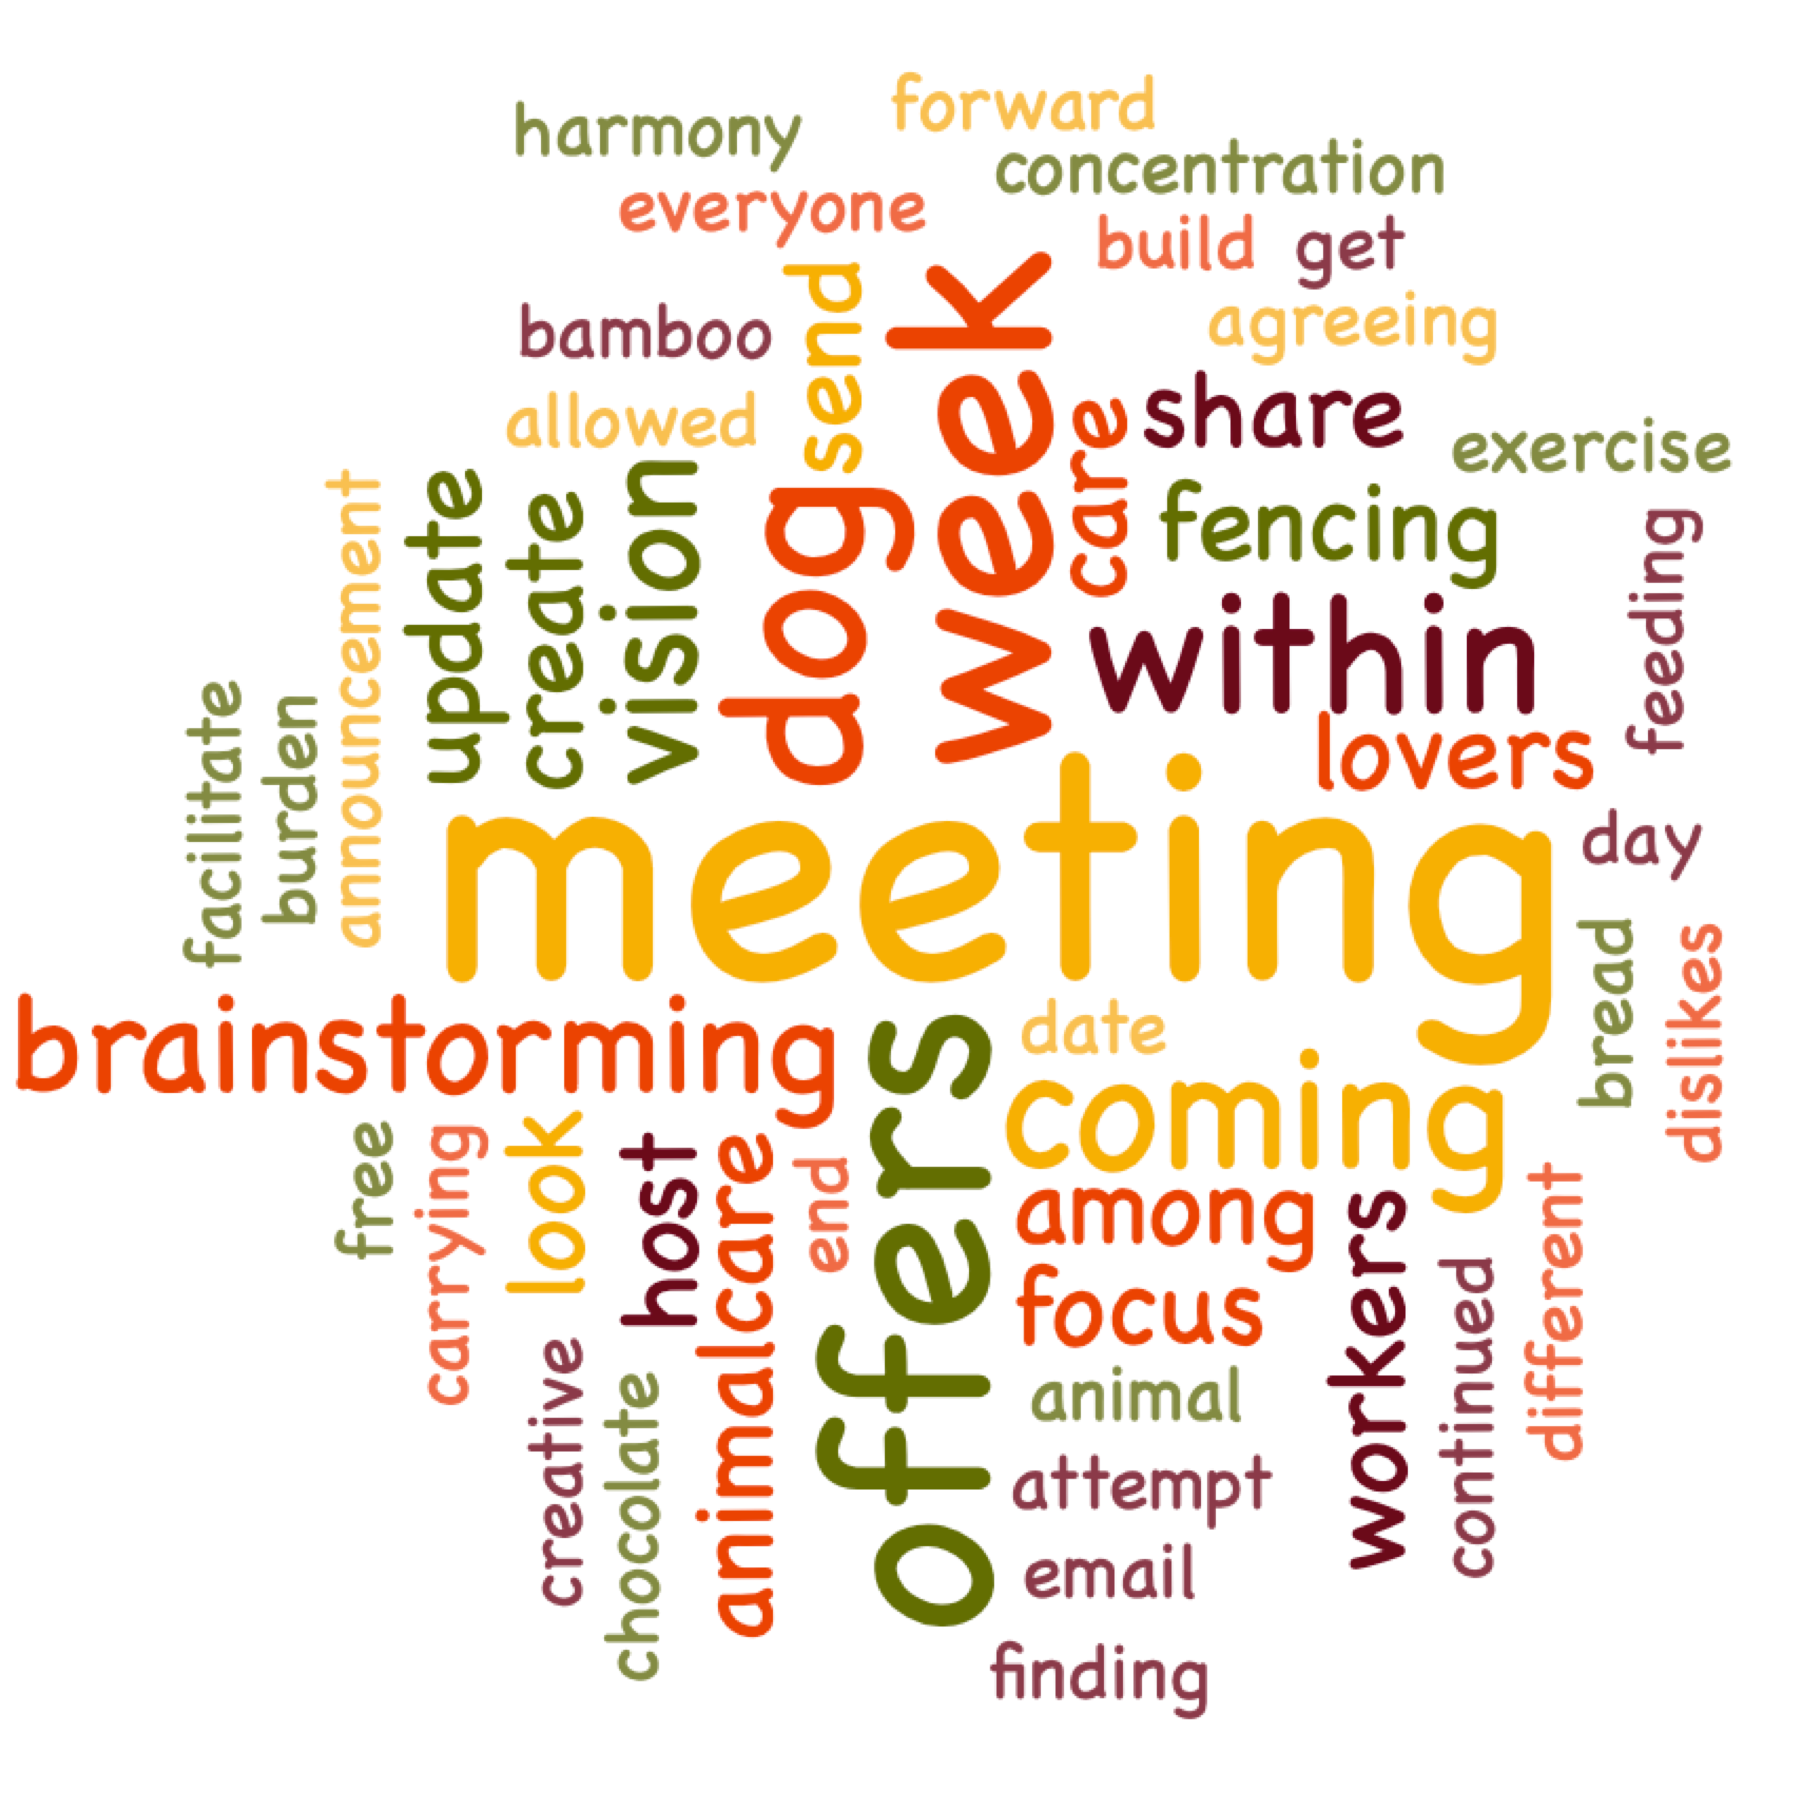 forward
harmony
concentration
everyone
build
get
send
week
bamboo
agreeing
allowed
care
share
exercise
announcement
update
create
vision
dog
fencing
feeding
within
facilitate
burden
lovers
meeting
day
bread
dislikes
brainstorming
offers
date
coming
free
carrying
look
host
animalcare
end
among
workers
continued
different
focus
creative
chocolate
animal
attempt
email
finding